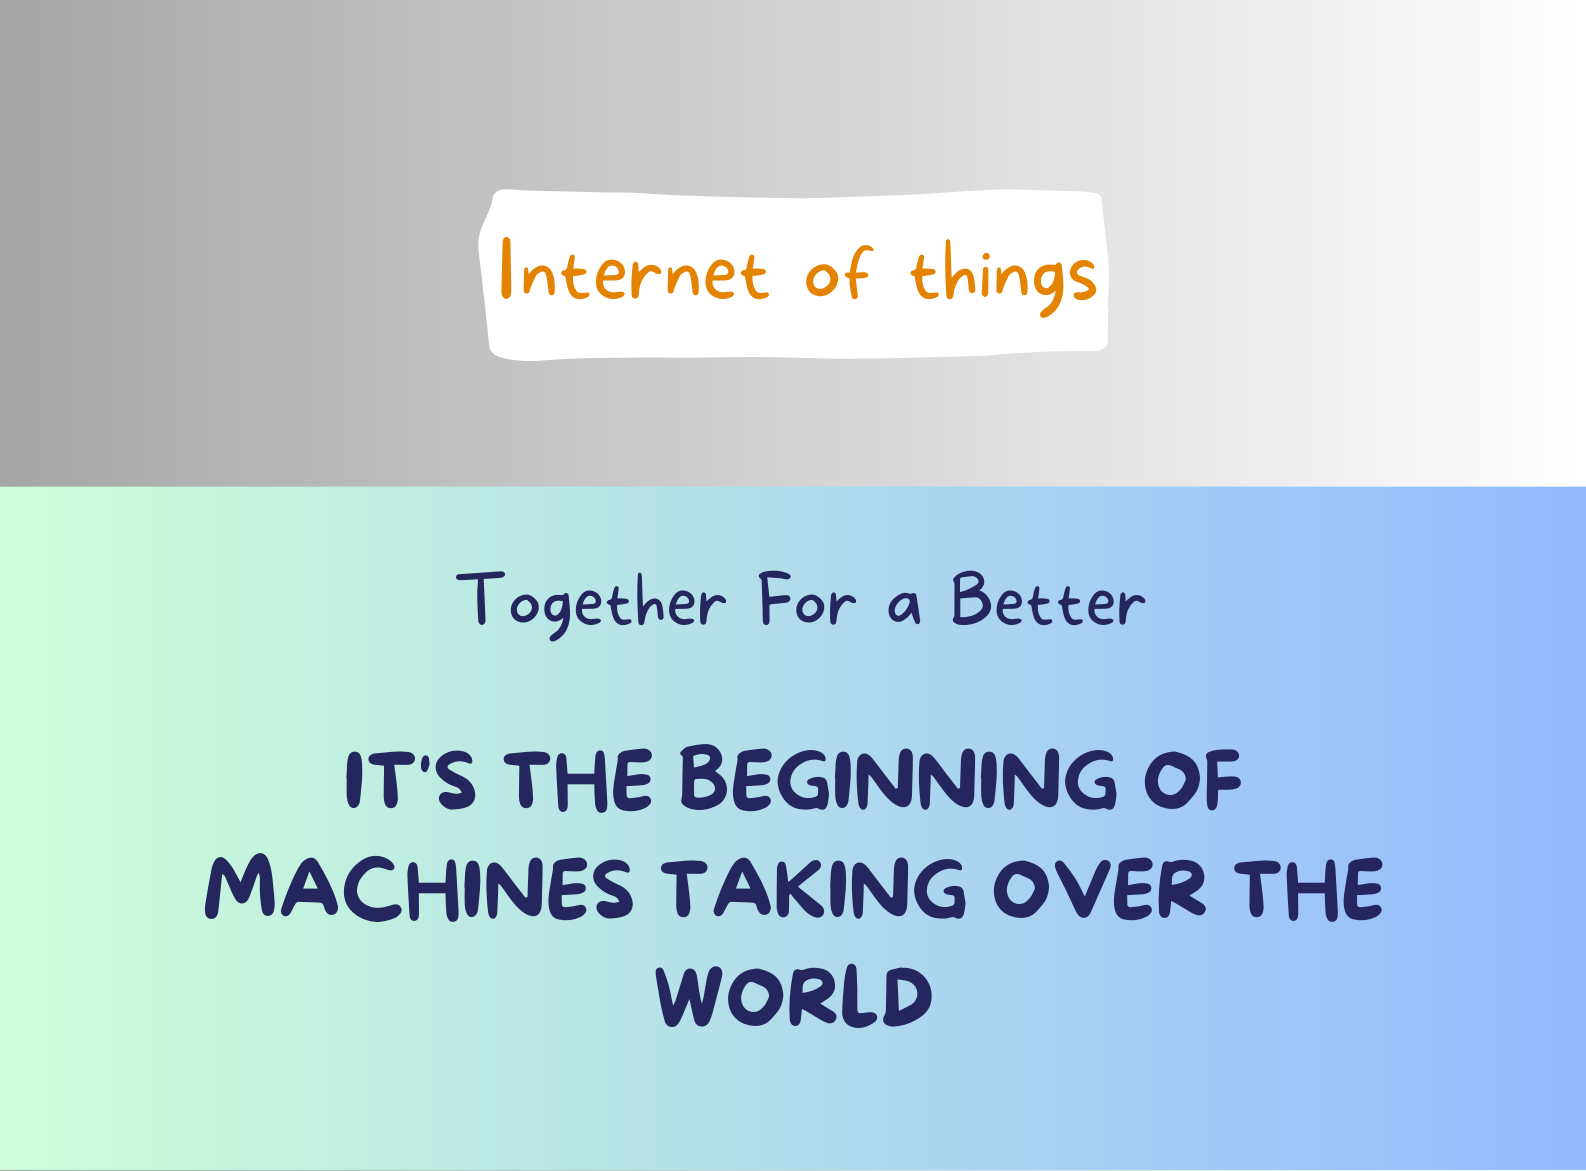 Internet of things
Together For a Better
IT'S THE BEGINNING OF
MACHINES TAKING OVER THE
WORLD